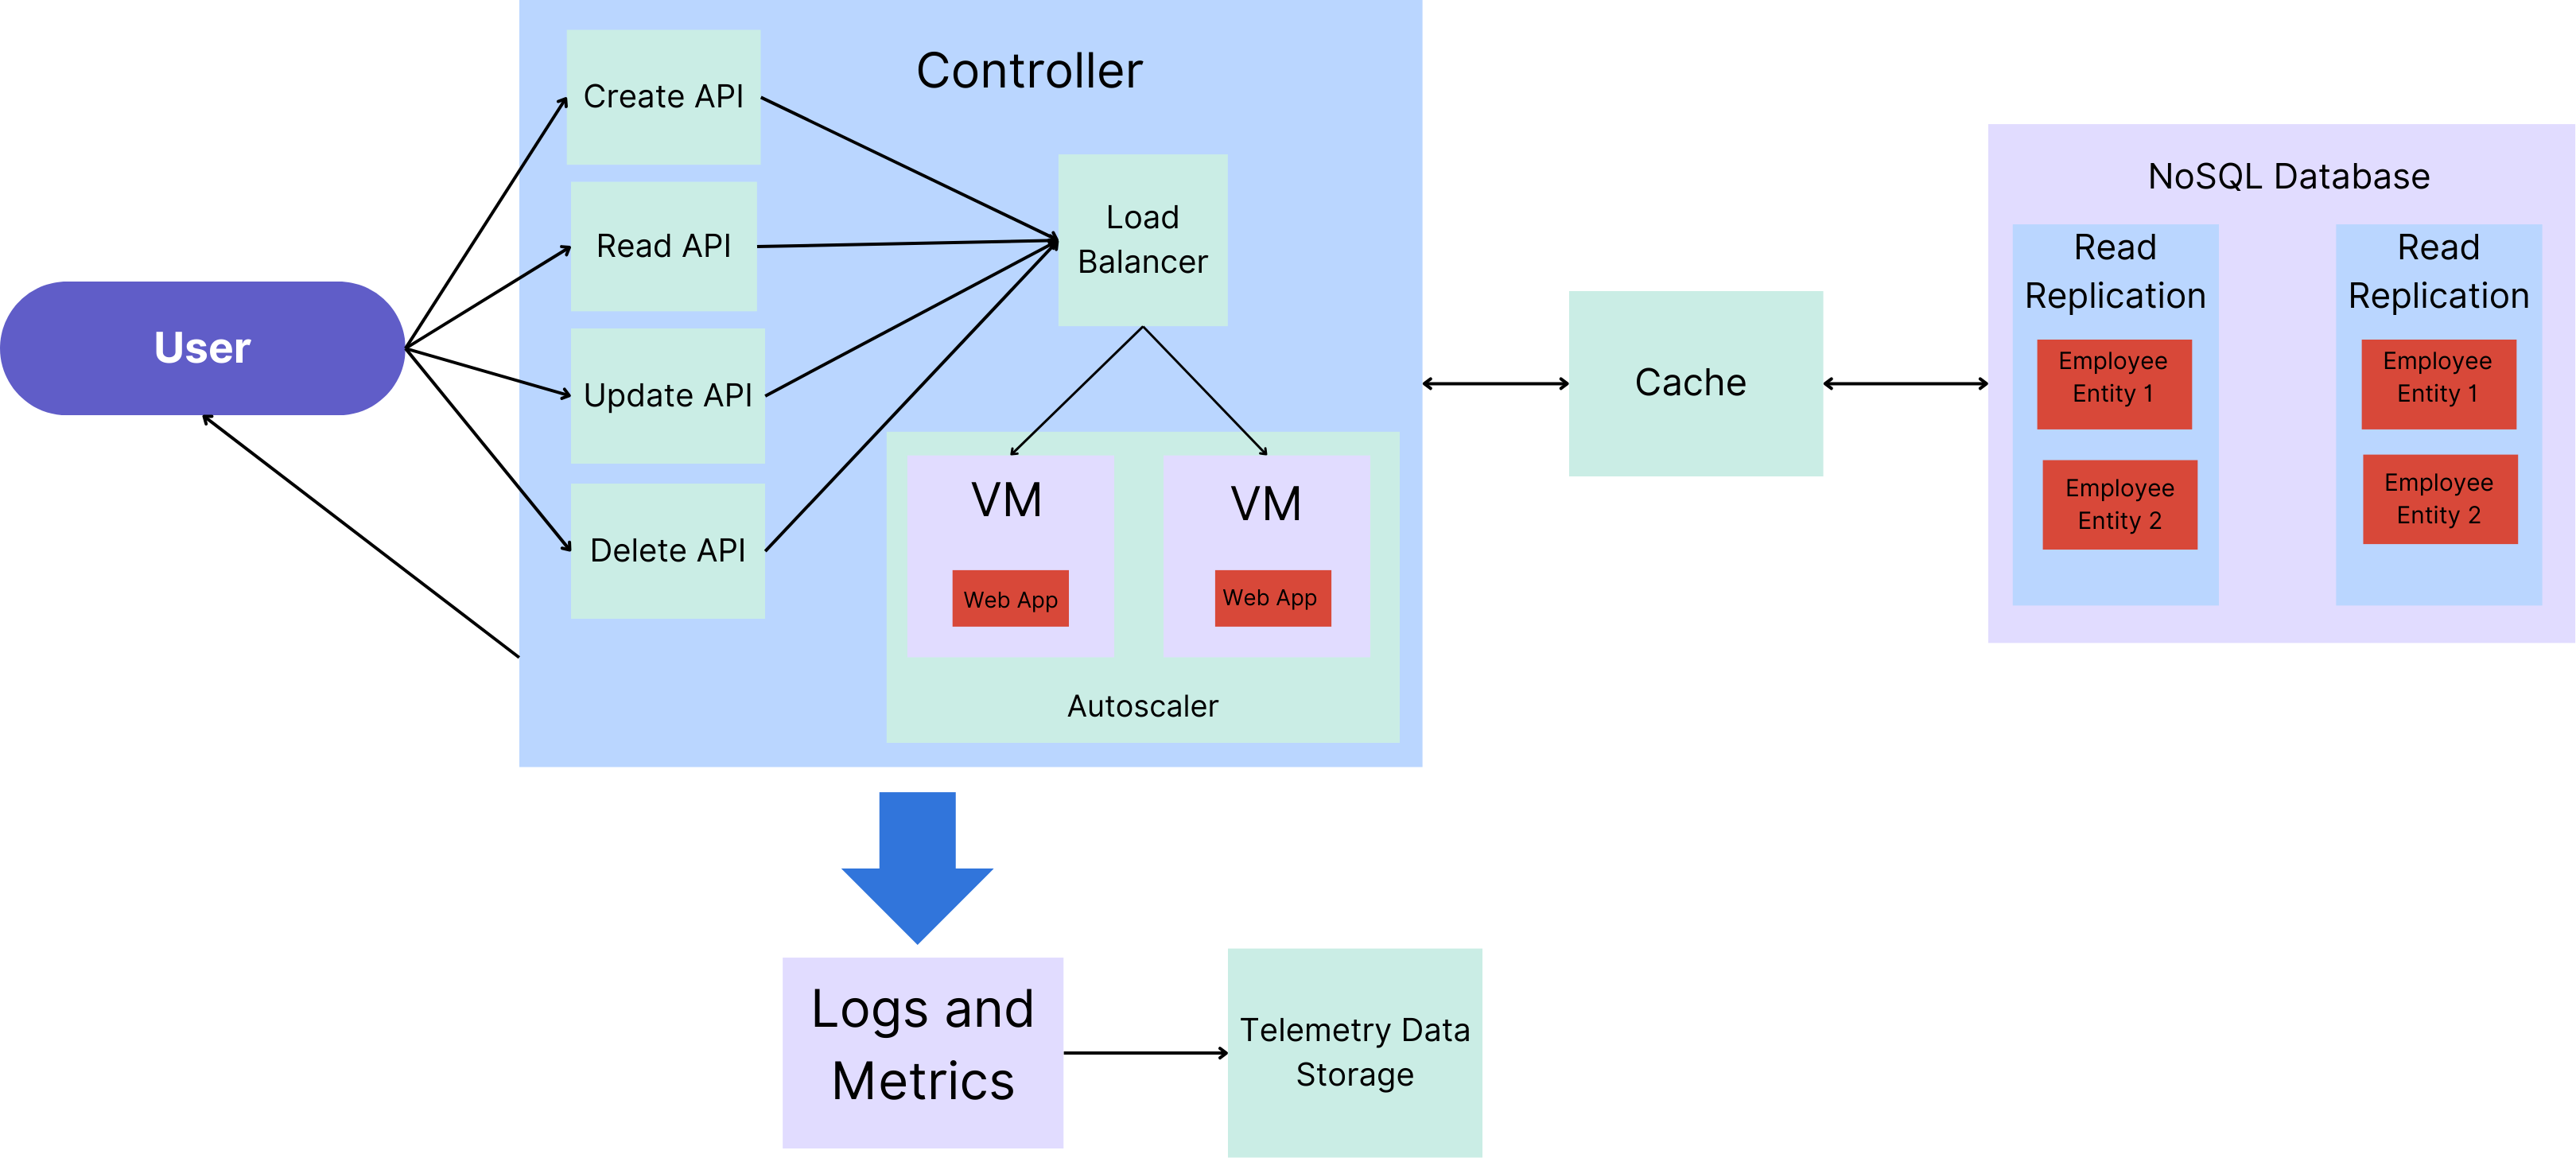 User
Create API
Read API
Update API
Delete API
Controller
Load
Balancer
VM
Web App
VM
Web App
Autoscaler
Cache
NoSQL Database
Read
Replication
Employee
Entity 1
Employee
Entity 2
Read
Replication
Employee
Entity 1
Employee
Entity 2
Logs and
Metrics
Telemetry Data
Storage